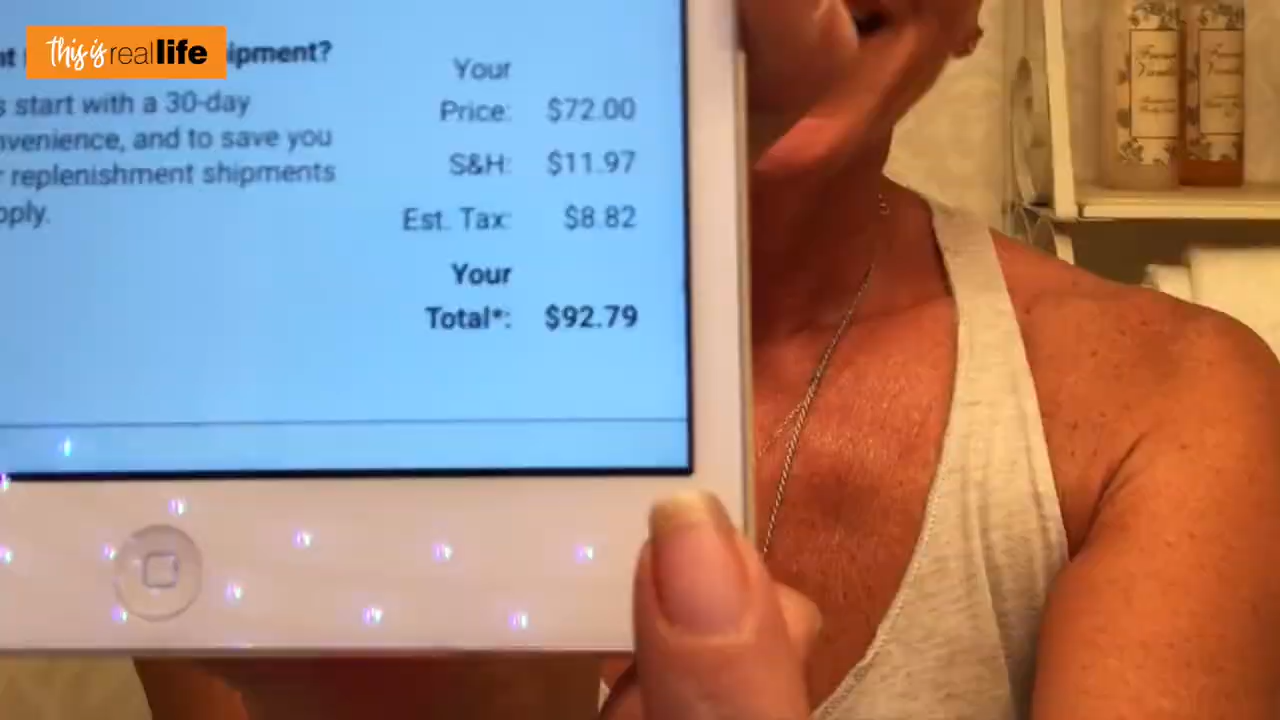 this is real life
ipment?
s start with a 30-day
nvenience, and to save you
r replenishment shipments
pply.
Your
Price: $72.00
S&H: $11.97
Est. Tax: $8.82
Your
Total*: $92.79